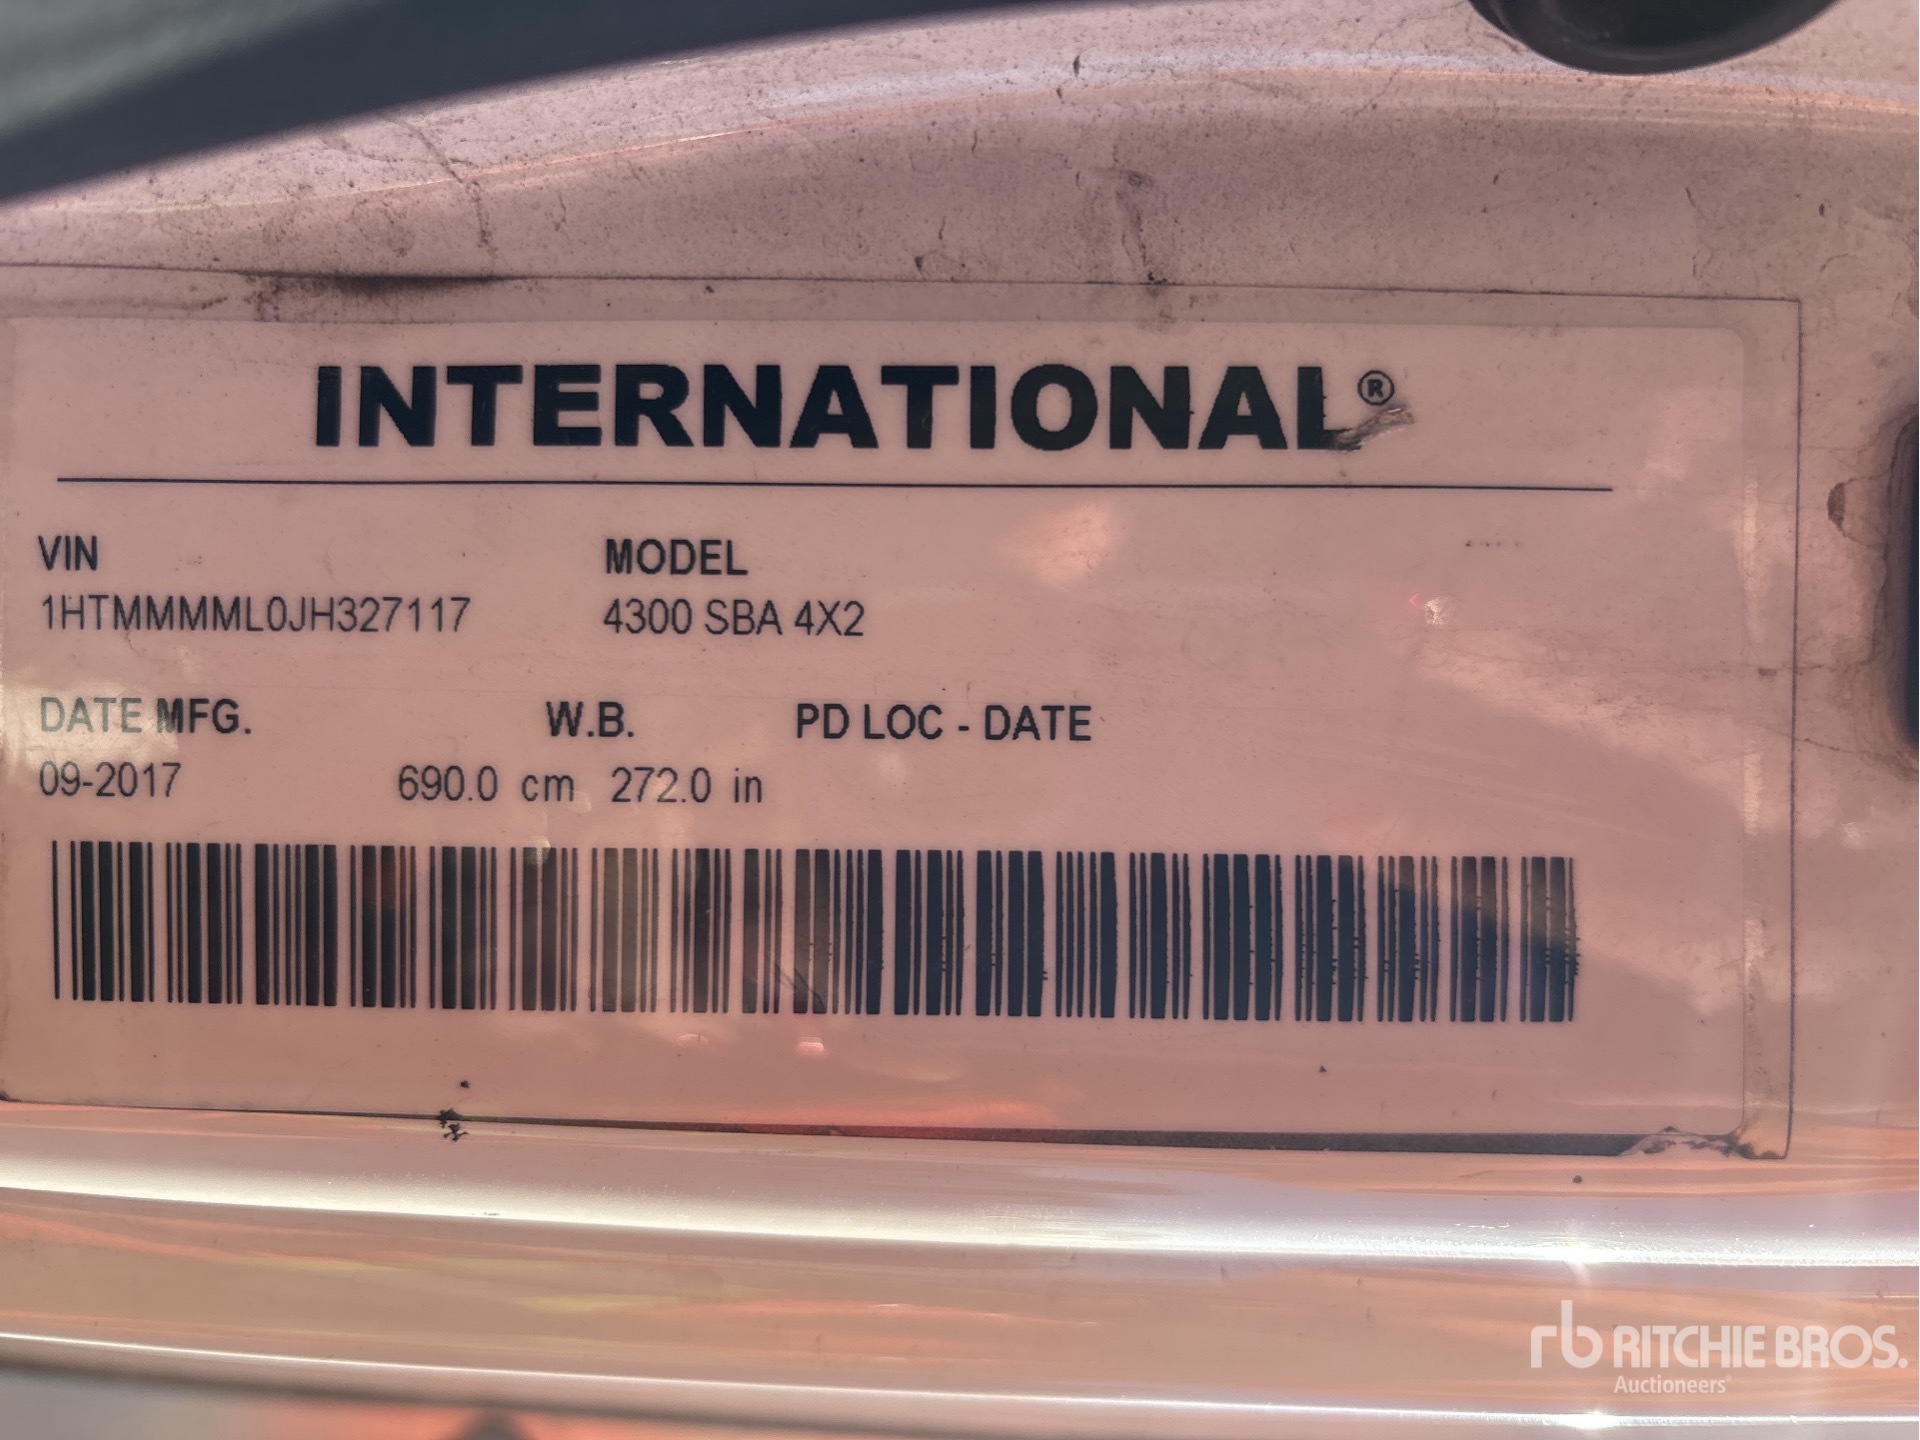 INTERNATIONAL®
VIN MODEL
1HTMMMML0JH327117 4300 SBA 4X2
DATE MFG. W.B. PD LOC - DATE
09-2017 690.0 cm 272.0 in
rb RITCHIE BROS.
Auctioneers